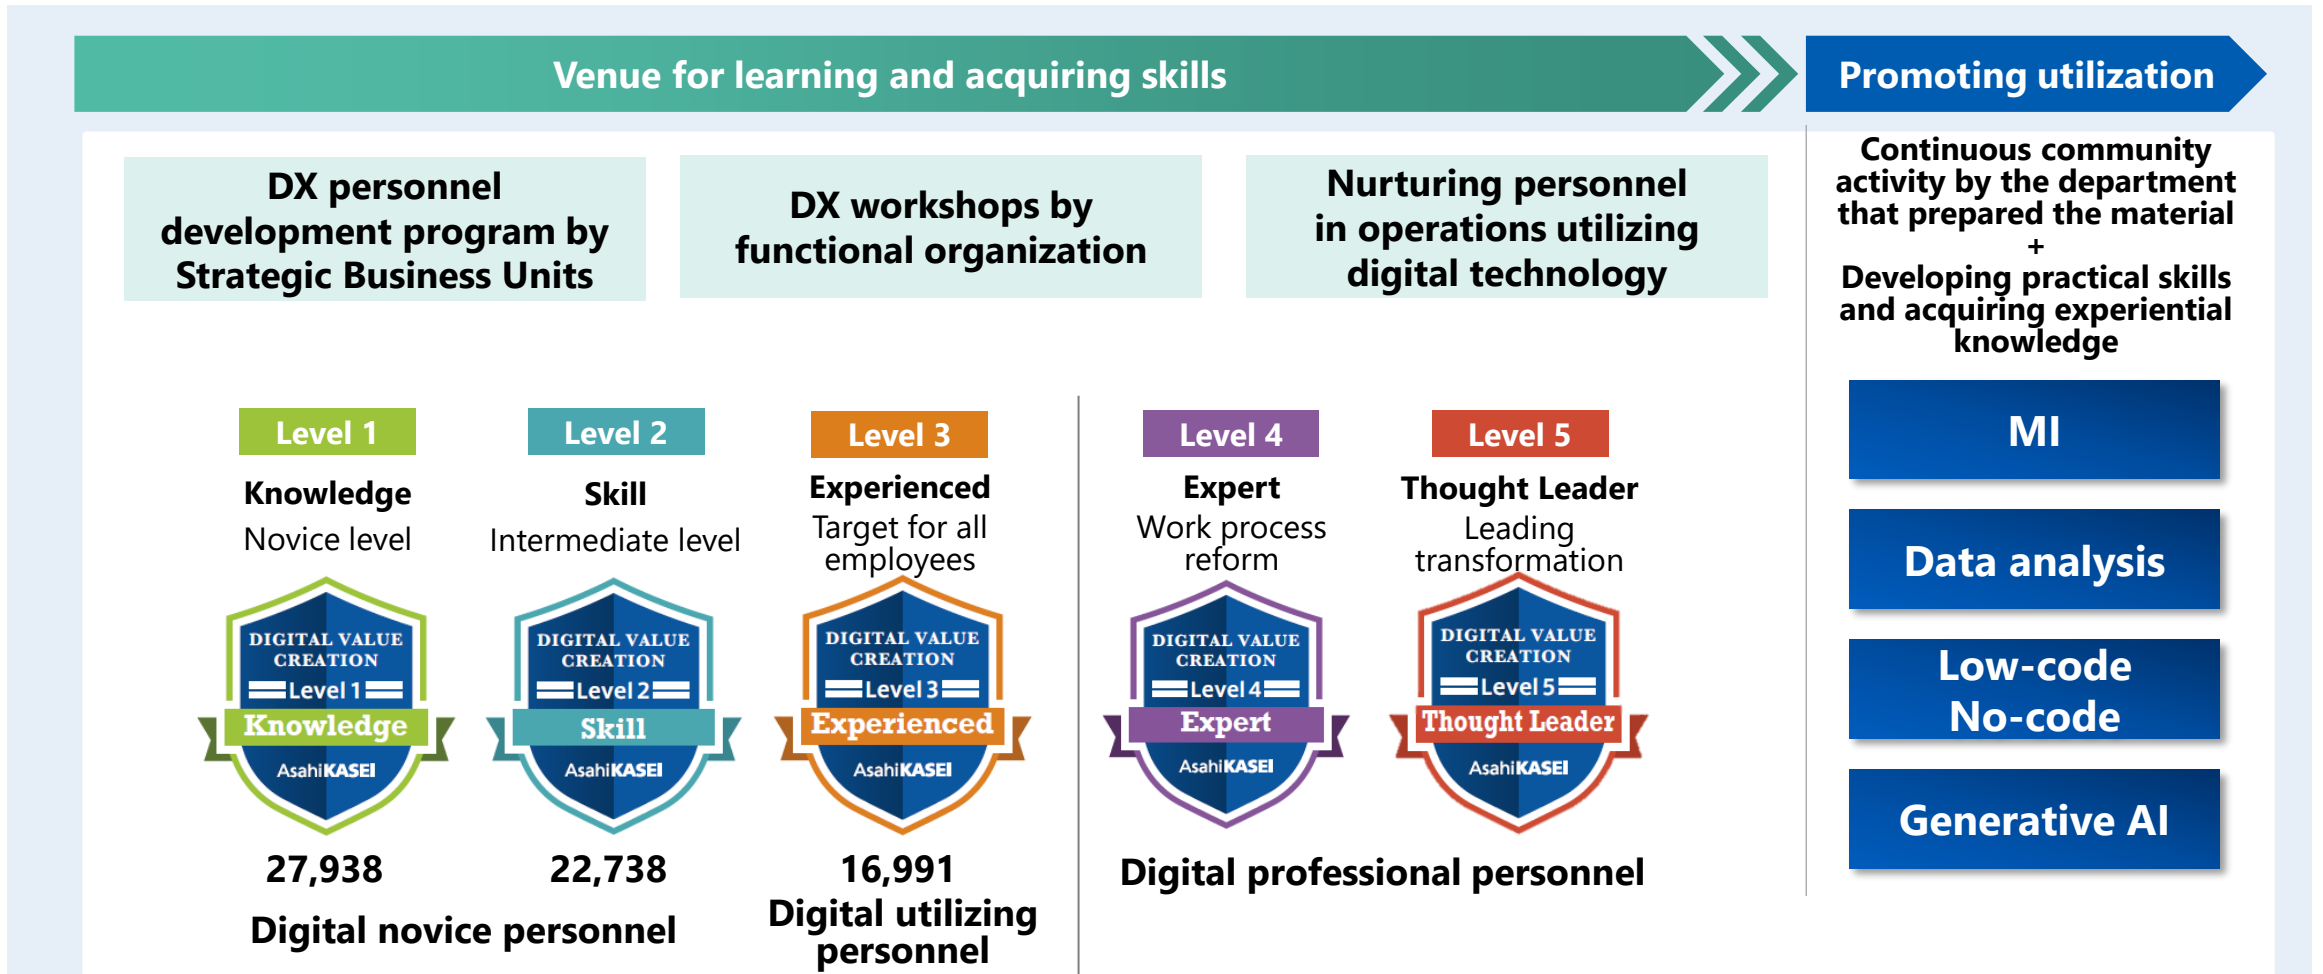 Venue for learning and acquiring skills
Promoting utilization
DX personnel
development program by
Strategic Business Units
DX workshops by
functional organization
Nurturing personnel
in operations utilizing
digital technology
Continuous community
activity by the department
that prepared the material
+
Developing practical skills
and acquiring experiential
knowledge
Level 1
Knowledge
Novice level
DIGITAL VALUE
CREATION
Level 1
Knowledge
AsahiKASEI
27,938
Level 2
Skill
Intermediate level
DIGITAL VALUE
CREATION
Level 2
Skill
AsahiKASEI
22,738
Digital novice personnel
Level 3
Experienced
Target for all
employees
DIGITAL VALUE
CREATION
Level 3
Experienced
AsahiKASEI
16,991
Digital utilizing
personnel
Level 4
Expert
Work process
reform
DIGITAL VALUE
CREATION
Level 4
Expert
AsahiKASEI
Level 5
Thought Leader
Leading
transformation
DIGITAL VALUE
CREATION
Level 5
Thought Leader
AsahiKASEI
Digital professional personnel
MI
Data analysis
Low-code
No-code
Generative AI